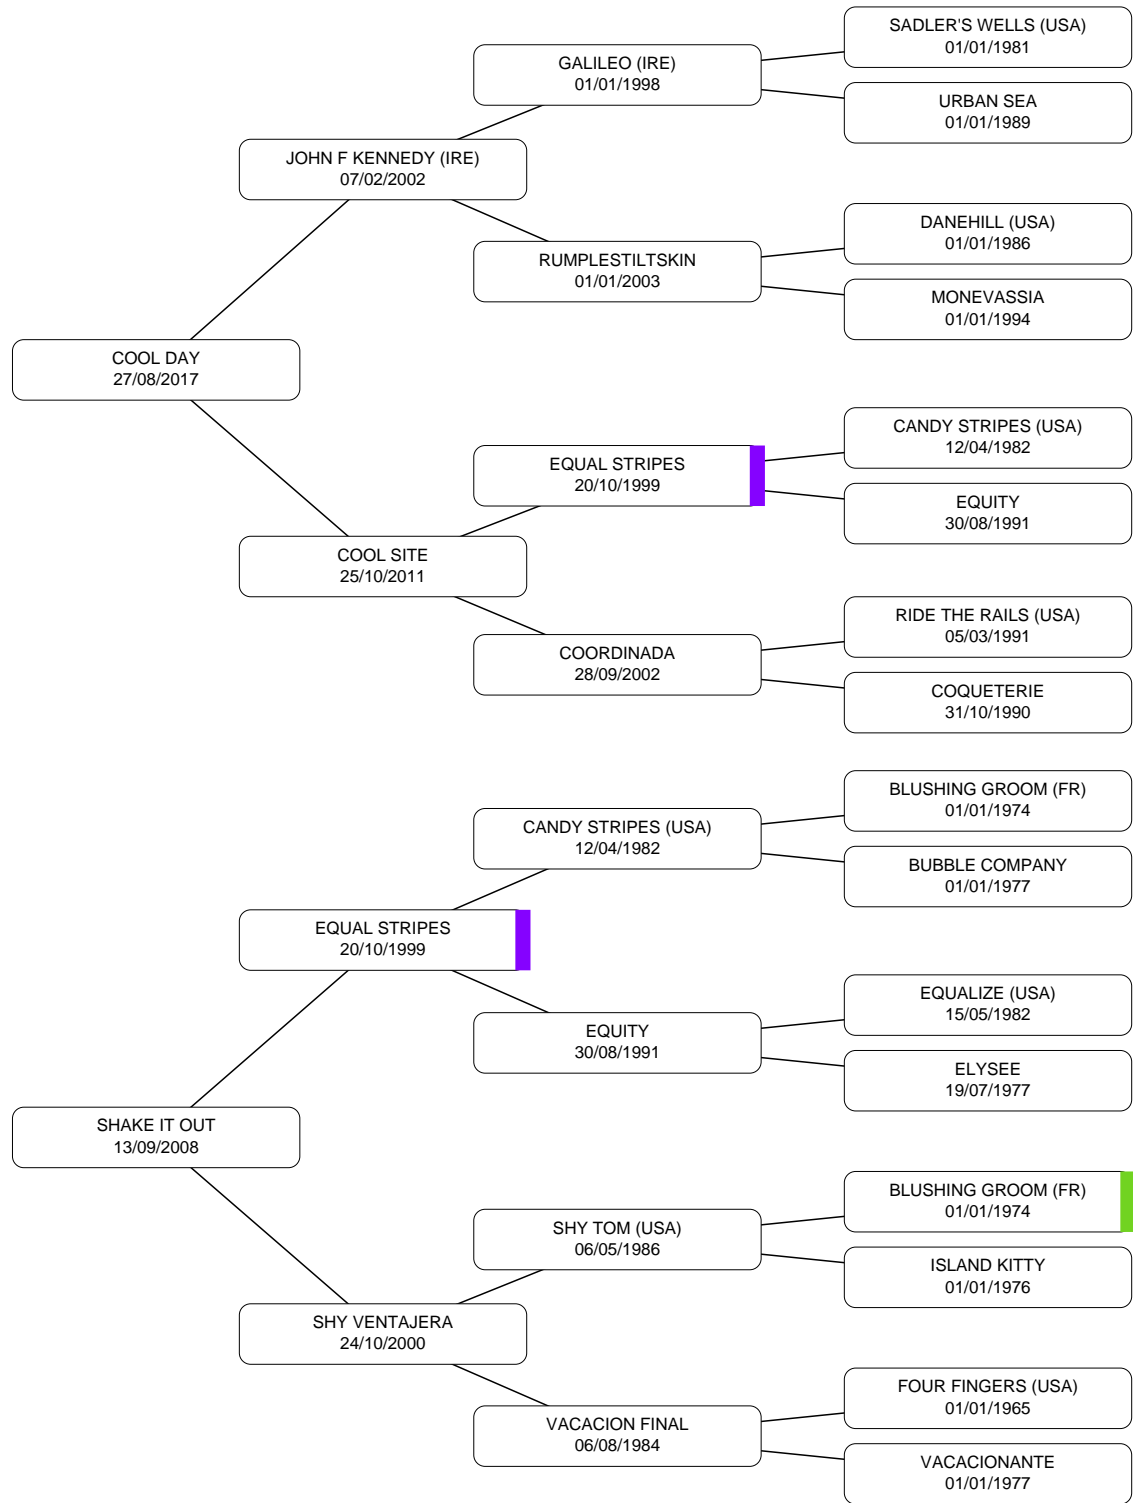 SADLER'S WELLS (USA)
01/01/1981
GALILEO (IRE)
01/01/1998
URBAN SEA
01/01/1989
JOHN F KENNEDY (IRE)
07/02/2002
DANEHILL (USA)
01/01/1986
RUMPLESTILTSKIN
01/01/2003
MONEVASSIA
01/01/1994
COOL DAY
27/08/2017
CANDY STRIPES (USA)
12/04/1982
EQUAL STRIPES
20/10/1999
EQUITY
30/08/1991
COOL SITE
25/10/2011
RIDE THE RAILS (USA)
05/03/1991
COORDINADA
28/09/2002
COQUETERIE
31/10/1990
BLUSHING GROOM (FR)
01/01/1974
CANDY STRIPES (USA)
12/04/1982
BUBBLE COMPANY
01/01/1977
EQUAL STRIPES
20/10/1999
EQUALIZE (USA)
15/05/1982
EQUITY
30/08/1991
ELYSEE
19/07/1977
SHAKE IT OUT
13/09/2008
BLUSHING GROOM (FR)
01/01/1974
SHY TOM (USA)
06/05/1986
ISLAND KITTY
01/01/1976
SHY VENTAJERA
24/10/2000
FOUR FINGERS (USA)
01/01/1965
VACACION FINAL
06/08/1984
VACACIONANTE
01/01/1977